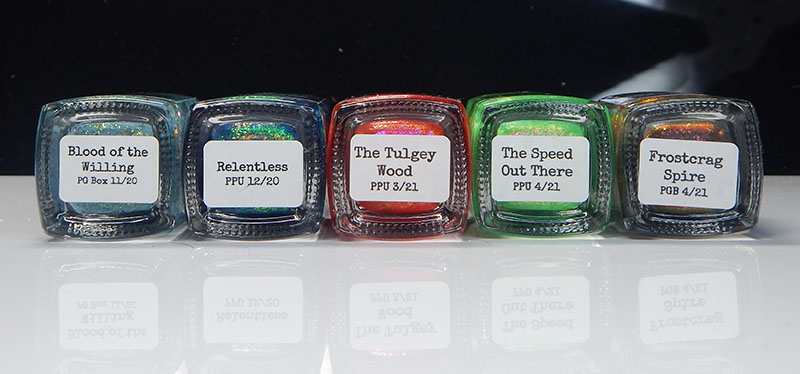 Blood of the
Willing
PG Box 11/20
Relentless
PPU 12/20
The Tulgey
Wood
PPU 3/21
The Speed
Out There
PPU 4/21
Frostcrag
Spire
PGB 4/21